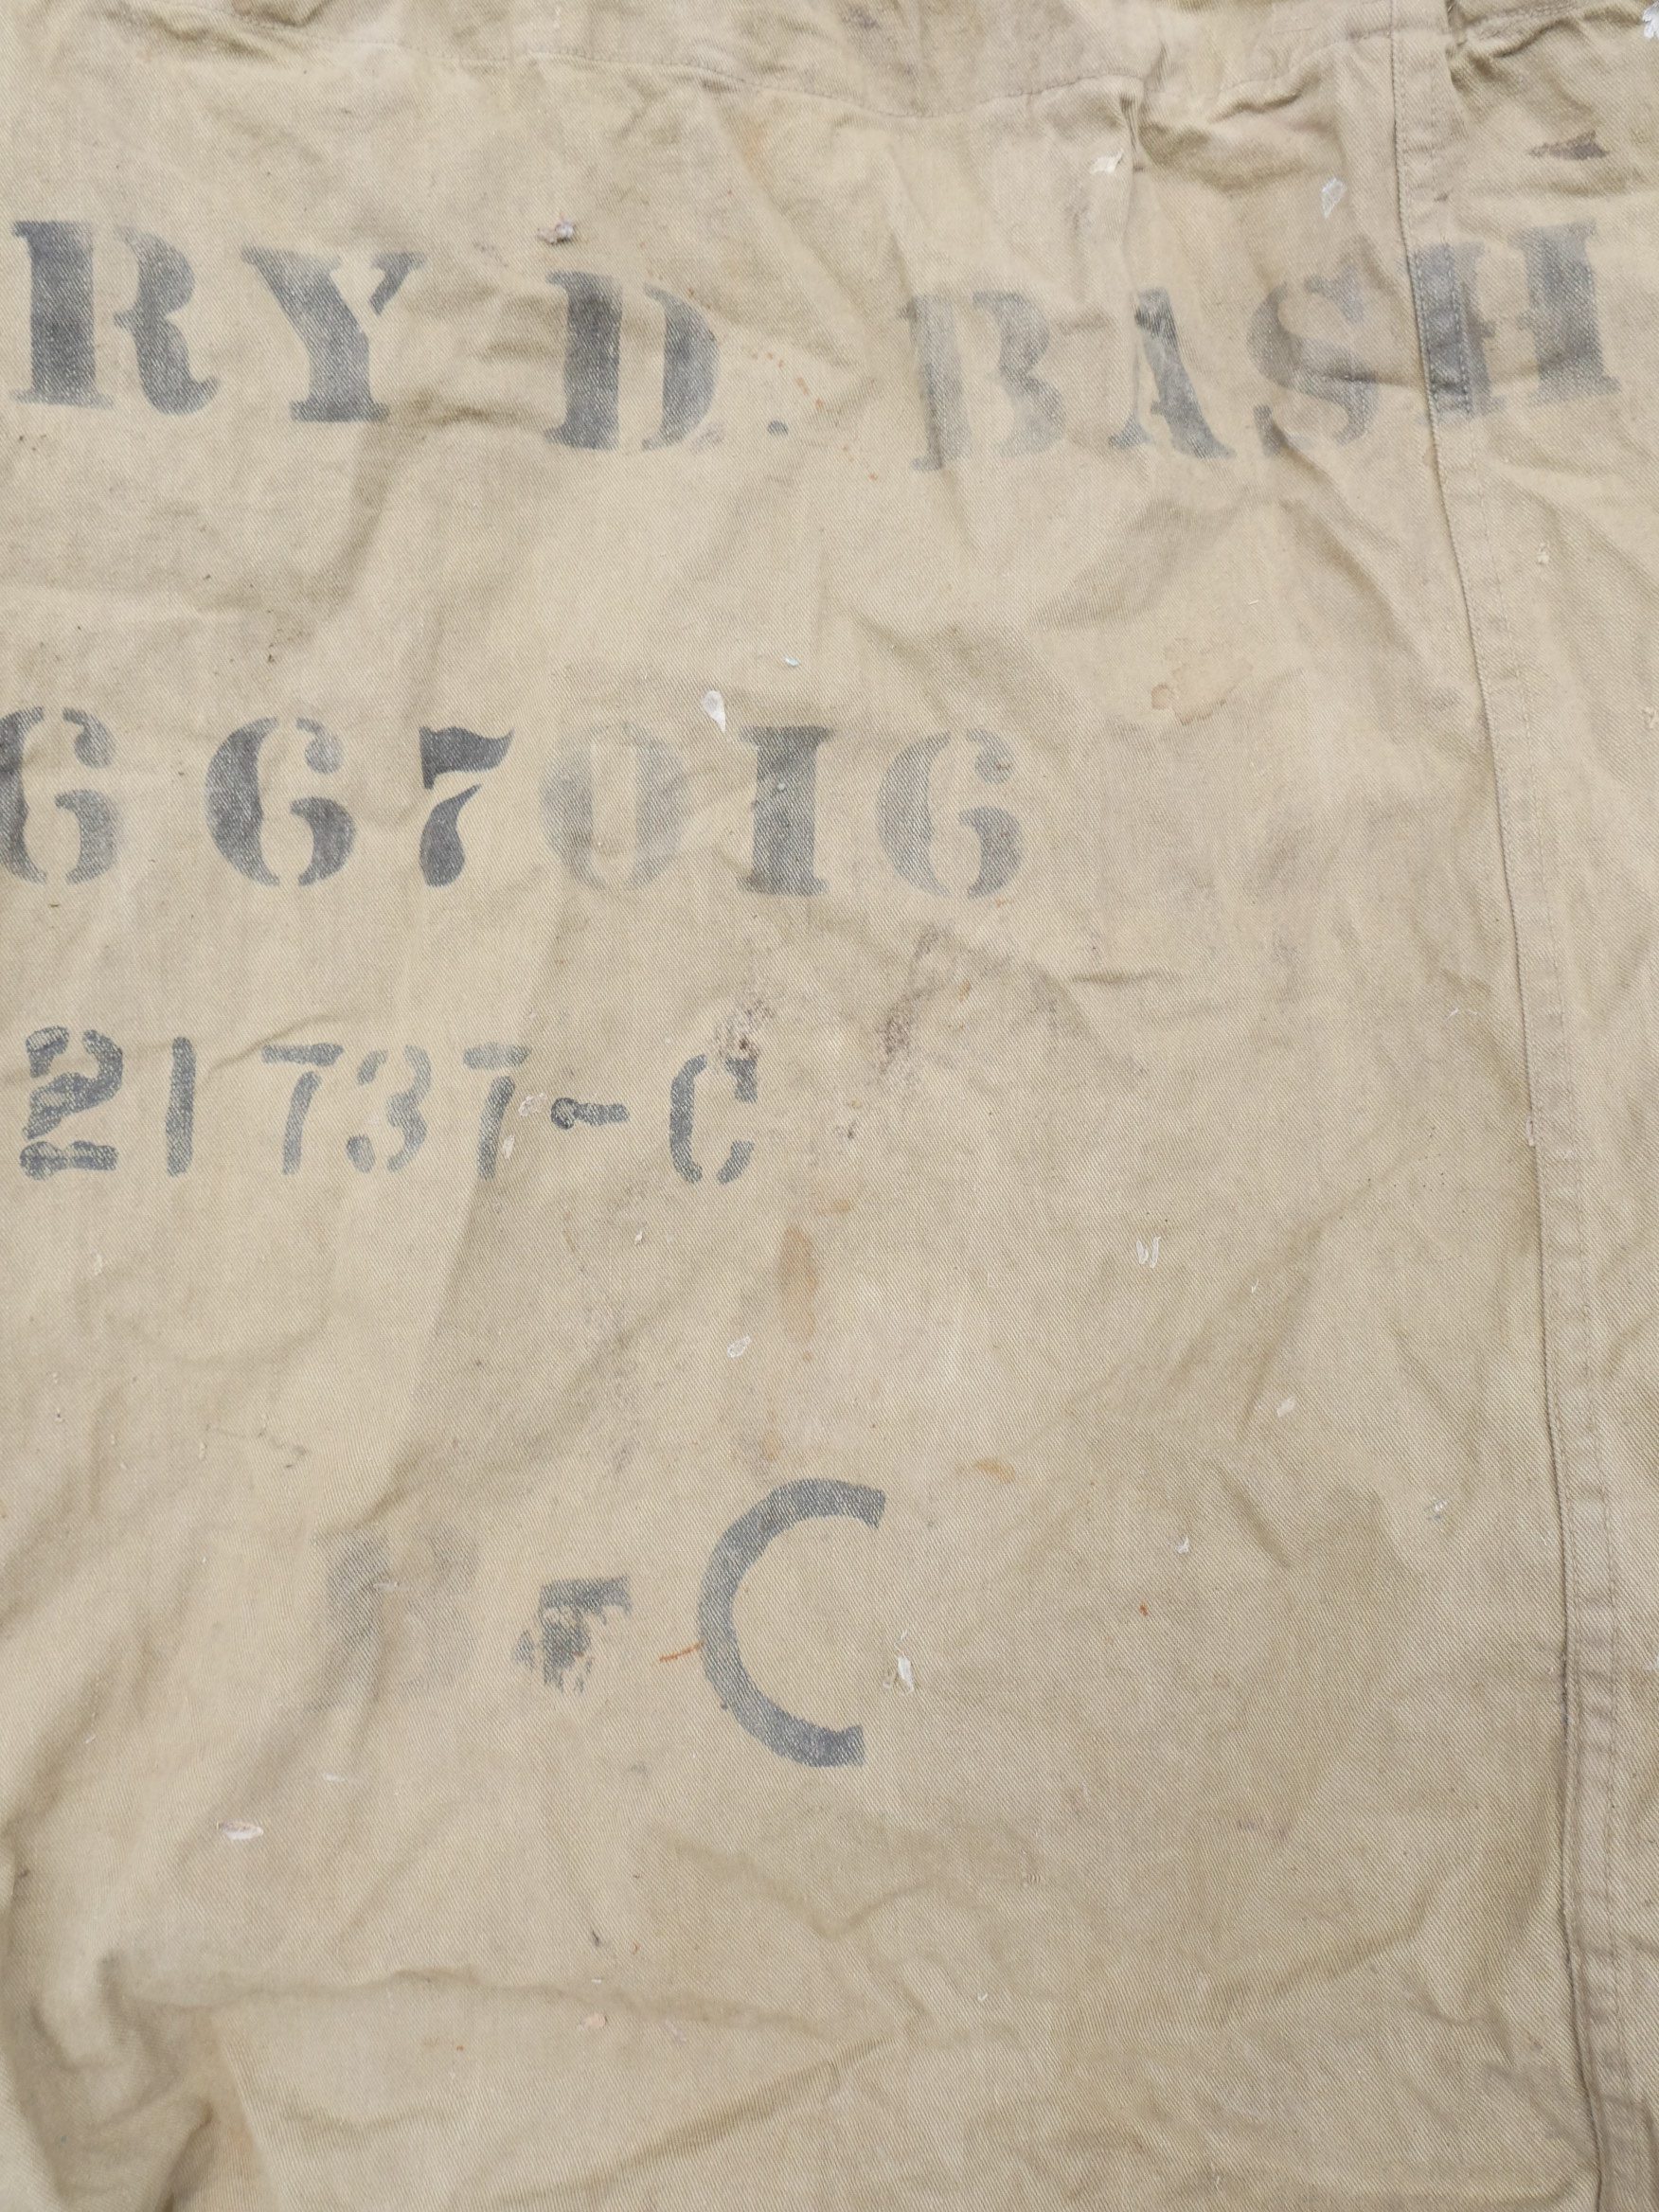 RY D. BASH
667016
21737-C
B-C